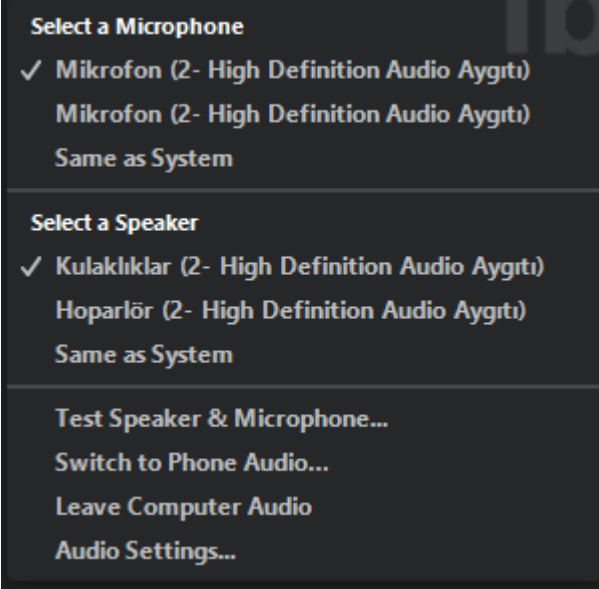 Select a Microphone
Mikrofon (2- High Definition Audio Aygıtı)
Mikrofon (2- High Definition Audio Aygıtı)
Same as System
Select a Speaker
Kulaklıklar (2- High Definition Audio Aygıtı)
Hoparlör (2- High Definition Audio Aygıtı)
Same as System
Test Speaker & Microphone...
Switch to Phone Audio...
Leave Computer Audio
Audio Settings...